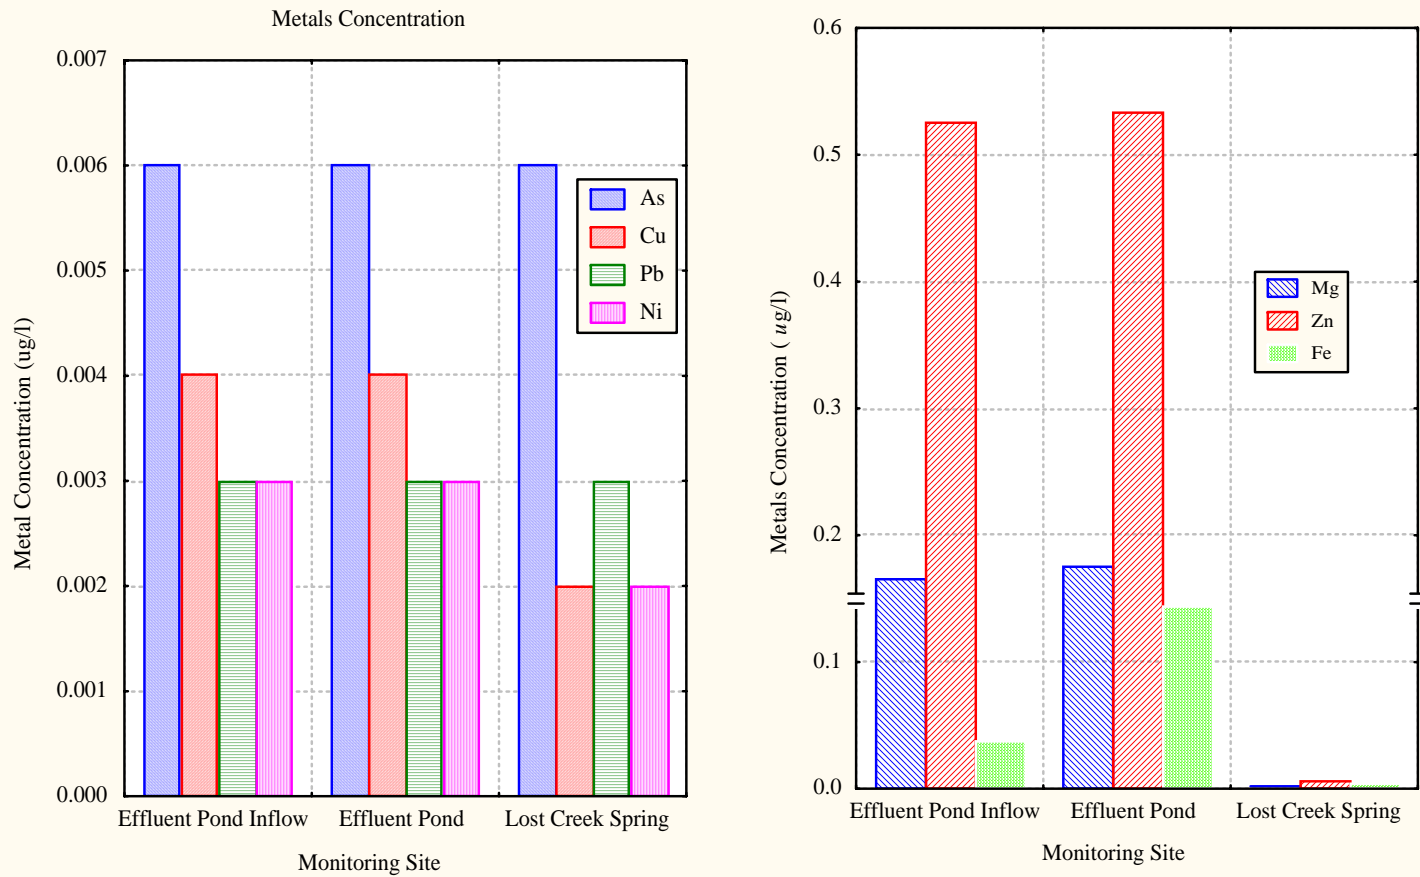 Metals Concentration
Metal Concentration (ug/l)
0.007
0.006
0.005
0.004
0.003
0.002
0.001
0.000
As
Cu
Pb
Ni
Effluent Pond Inflow
Effluent Pond
Lost Creek Spring
Monitoring Site
Metals Concentration ( ug/l)
0.6
0.5
0.4
0.3
0.2
0.1
0.0
Mg
Zn
Fe
Effluent Pond Inflow
Effluent Pond
Lost Creek Spring
Monitoring Site